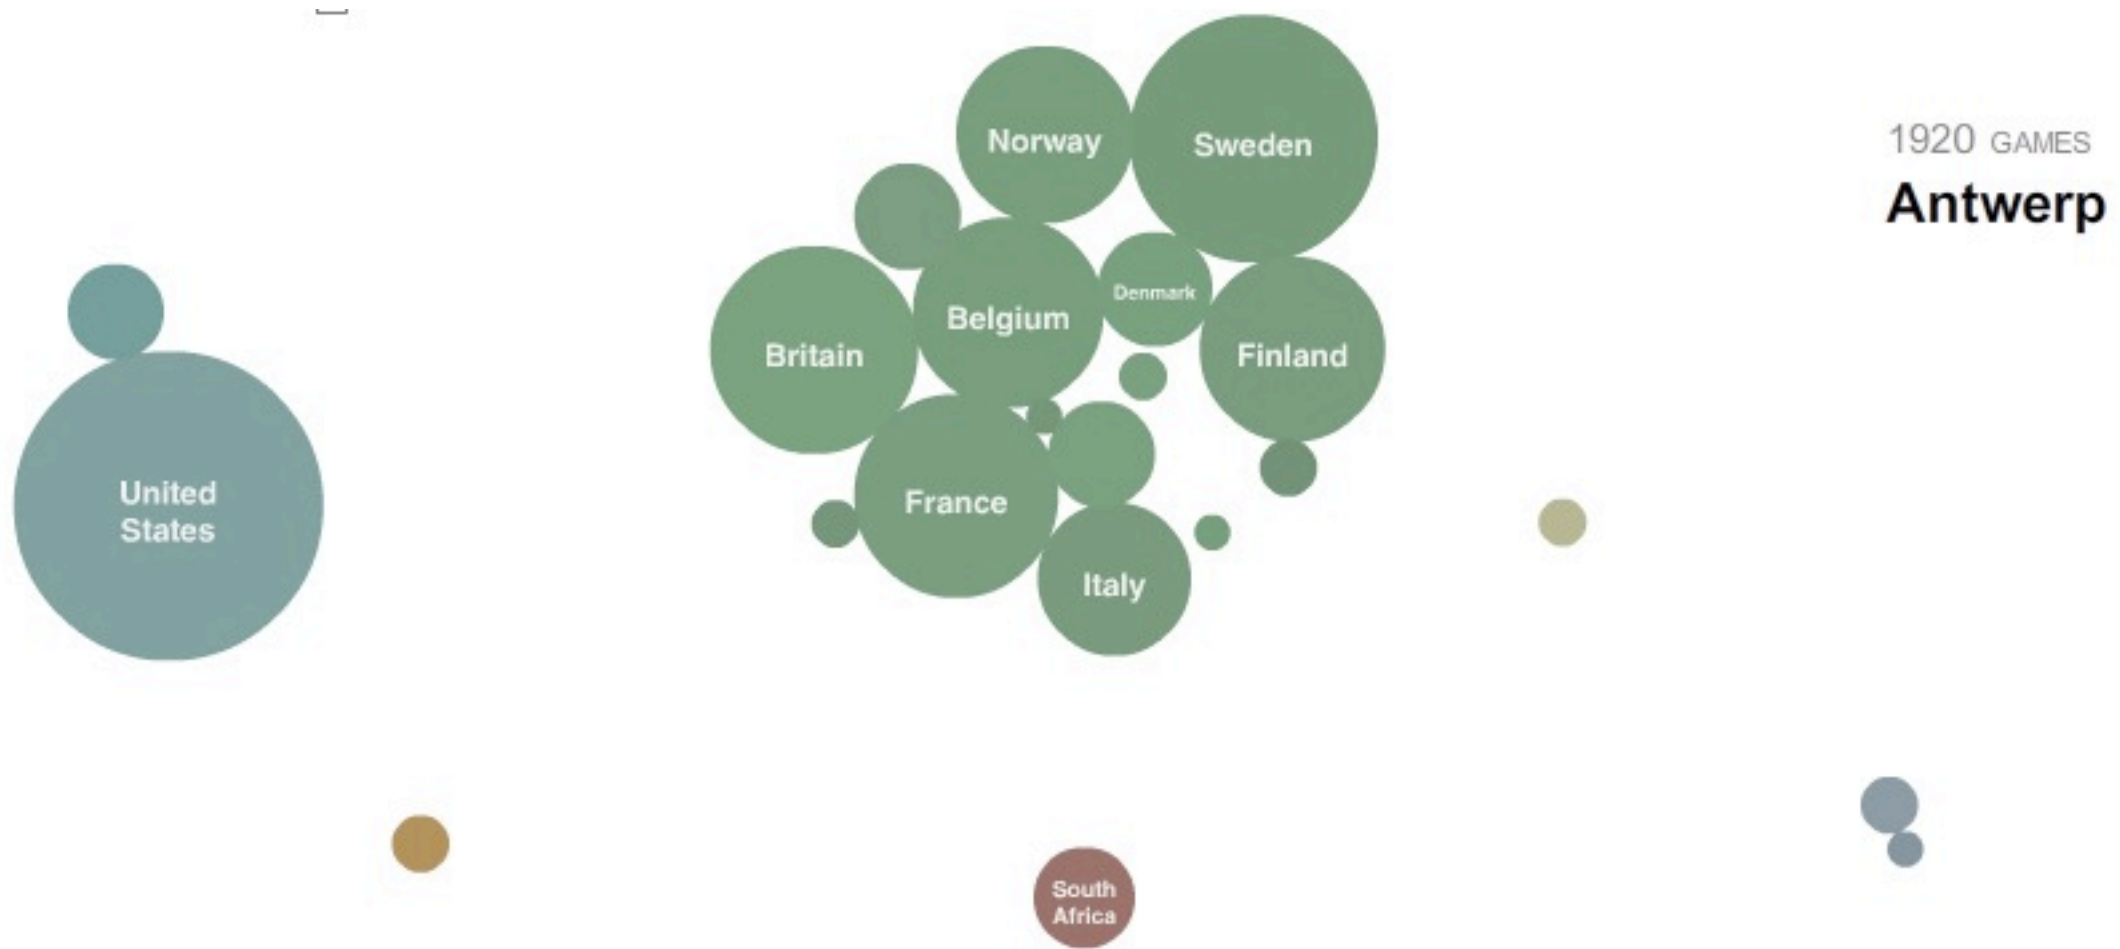 1920 GAMES
Antwerp
Norway
Sweden
Denmark
Belgium
Britain
Finland
United
States
France
Italy
South
Africa